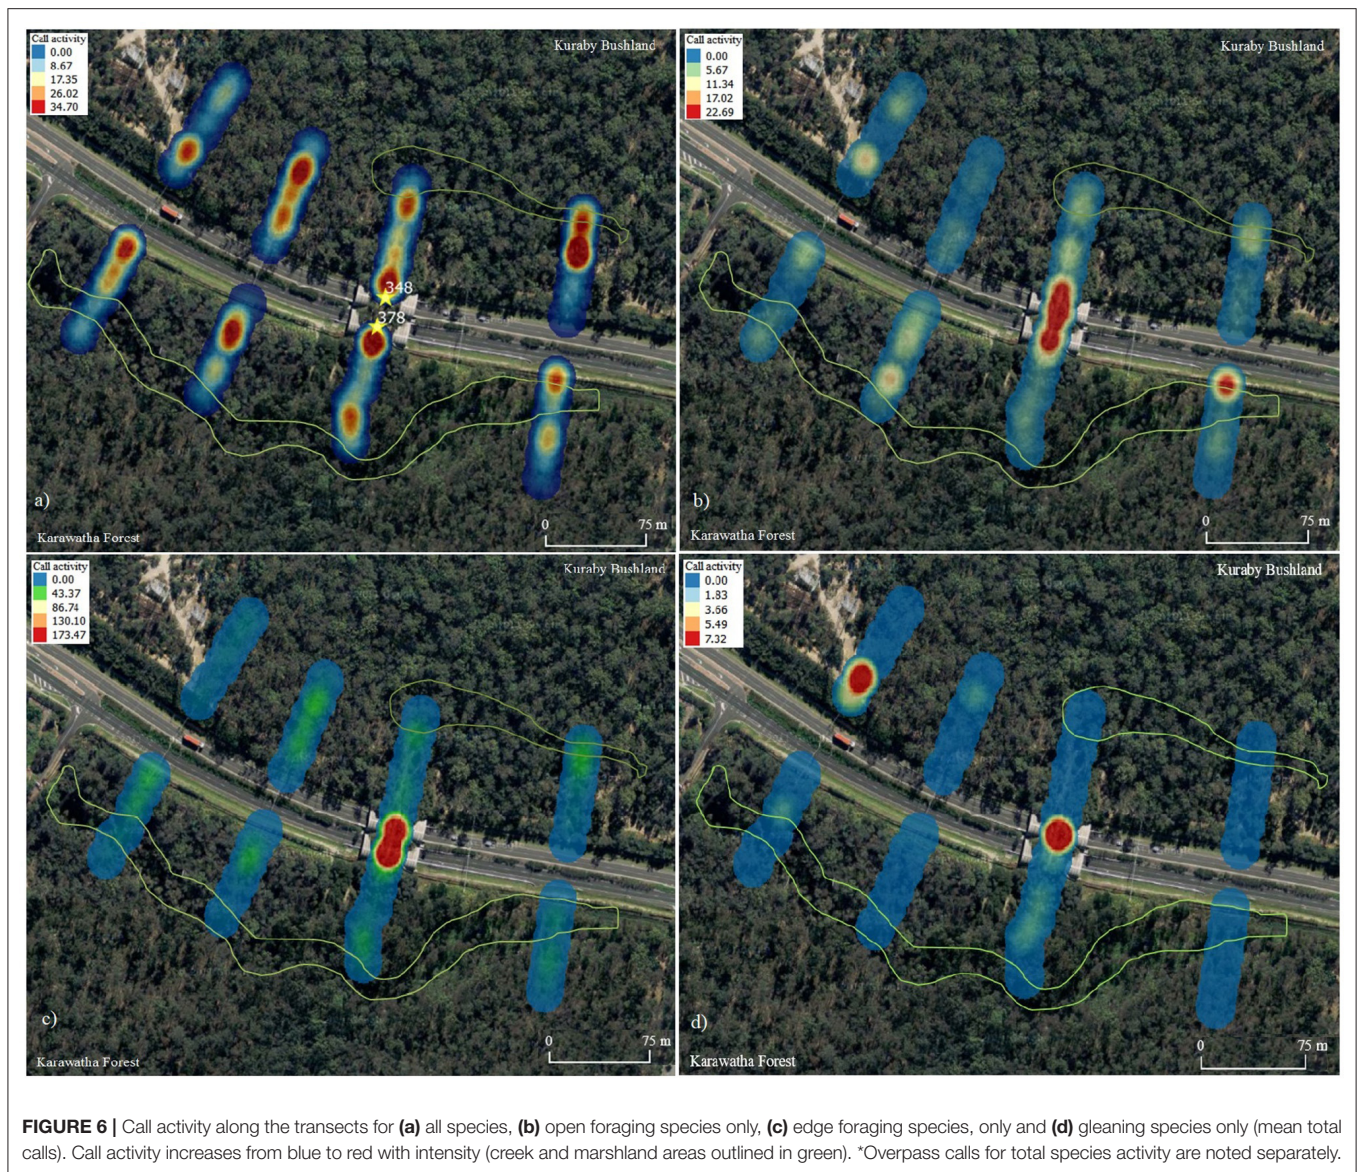 Call activity
0.00
8.67
17.35
26.02
34.70
Kuraby Bushland
348
378
a)
Karawatha Forest
0 75 m
Call activity
0.00
5.67
11.34
17.02
22.69
Kuraby Bushland
b)
Karawatha Forest
0 75 m
Call activity
0.00
43.37
86.74
130.10
173.47
Kuraby Bushland
c)
Karawatha Forest
0 75 m
Call activity
0.00
1.83
3.66
5.49
7.32
Kuraby Bushland
d)
Karawatha Forest
0 75 m
FIGURE 6 | Call activity along the transects for (a) all species, (b) open foraging species only, (c) edge foraging species, only and (d) gleaning species only (mean total
calls). Call activity increases from blue to red with intensity (creek and marshland areas outlined in green). *Overpass calls for total species activity are noted separately.